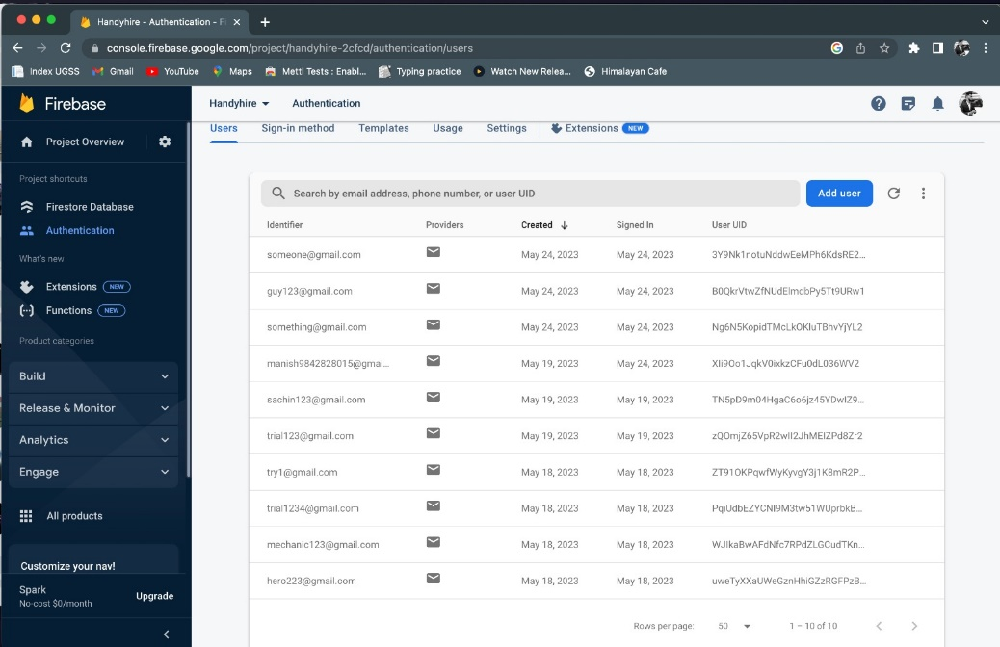 Handyhire - Authentication - Fi
console.firebase.google.com/project/handyhire-2cfcd/authentication/users
Index UGSS Gmail YouTube Maps Mettl Tests : Enabl... Typing practice Watch New Relea... Himalayan Cafe
Firebase
Handyhire Authentication
Users Sign-in method Templates Usage Settings Extensions NEW
Project Overview
Project shortcuts
Firestore Database
Authentication
What's new
Extensions NEW
Functions NEW
Product categories
Build
Release & Monitor
Analytics
Engage
All products
Customize your nav!
Spark
No-cost $0/month
Upgrade
Search by email address, phone number, or user UID
Add user
Identifier Providers Created Signed In User UID
someone@gmail.com May 24, 2023 May 24, 2023 3Y9Nk1notuNddwEeMPh6KdsRE2...
guy123@gmail.com May 24, 2023 May 24, 2023 B0QkrVtwZfNUdElmdbPy5Tt9URw1
something@gmail.com May 24, 2023 May 24, 2023 Ng6N5KopidTMcLkOKluTBhvYjYL2
manish9842828015@gmai... May 19, 2023 May 24, 2023 XIi9Oo1JqkV0ixkzCFu0dL036WV2
sachin123@gmail.com May 19, 2023 May 19, 2023 TN5pD9m04HgaC6o6jz45YDwIZ9...
trial123@gmail.com May 19, 2023 May 19, 2023 zQOmjZ65VpR2wII2JhMEIZPd8Zr2
try1@gmail.com May 18, 2023 May 18, 2023 ZT91OKPqwfWyKyvgY3j1K8mR2P...
trial1234@gmail.com May 18, 2023 May 18, 2023 PqiUdbEZYCNI9M3tw51WUprbkB...
mechanic123@gmail.com May 18, 2023 May 18, 2023 WJIkaBwAFdNfc7RPdZLGCudTKn...
hero223@gmail.com May 18, 2023 May 18, 2023 uweTyXXaUWeGznHhiGZzRGFPzB...
Rows per page: 50 1 – 10 of 10